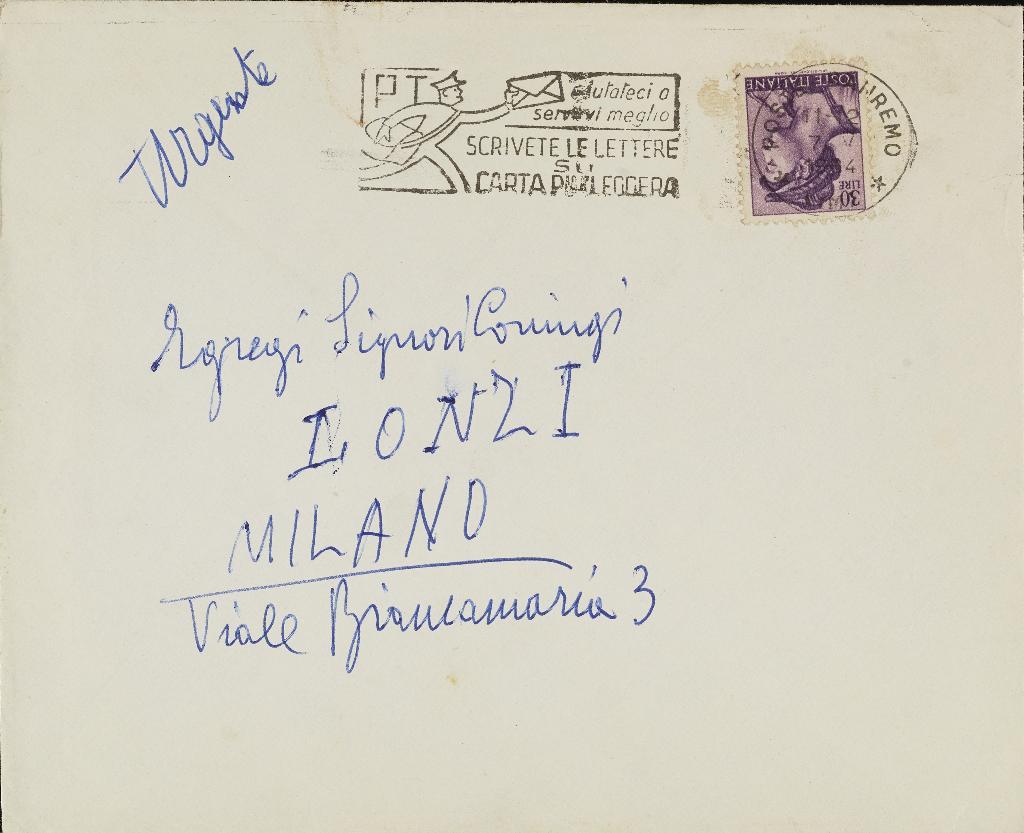 Urgente
PT
aiutateci a
servirvi meglio
SCRIVETE LE LETTERE
SU
CARTA PIÙ LEGGERA
POSTE ITALIANE
LIRE
30
Egregi Signori Coniugi
LONZI
MILANO
Viale Biancamaria 3